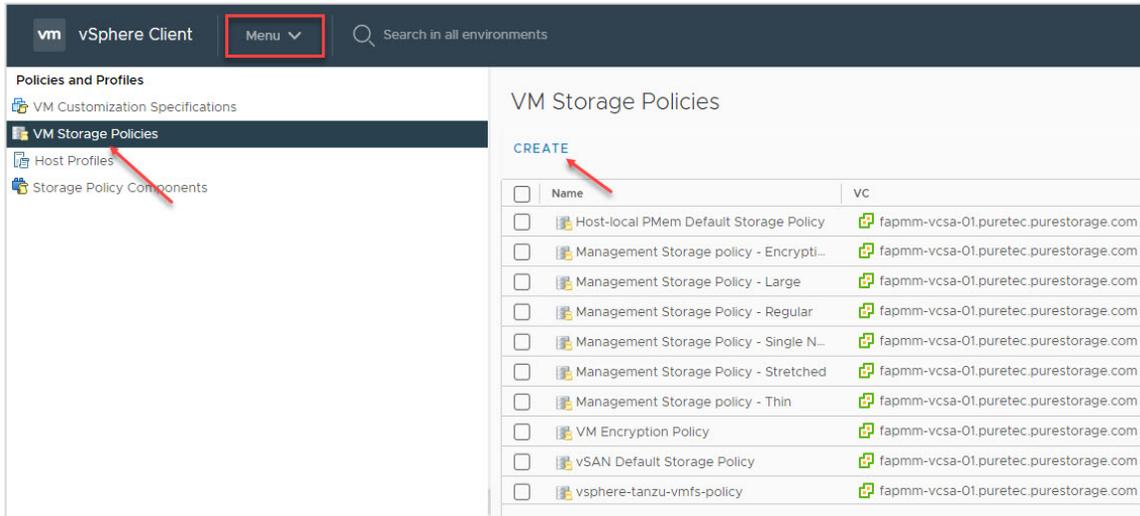 vm vSphere Client Menu Search in all environments
Policies and Profiles
VM Customization Specifications
VM Storage Policies
Host Profiles
Storage Policy Components
VM Storage Policies
CREATE
Name VC
Host-local PMem Default Storage Policy fapmm-vcsa-01.puretec.purestorage.com
Management Storage policy - Encrypti... fapmm-vcsa-01.puretec.purestorage.com
Management Storage Policy - Large fapmm-vcsa-01.puretec.purestorage.com
Management Storage Policy - Regular fapmm-vcsa-01.puretec.purestorage.com
Management Storage Policy - Single N... fapmm-vcsa-01.puretec.purestorage.com
Management Storage Policy - Stretched fapmm-vcsa-01.puretec.purestorage.com
Management Storage policy - Thin fapmm-vcsa-01.puretec.purestorage.com
VM Encryption Policy fapmm-vcsa-01.puretec.purestorage.com
vSAN Default Storage Policy fapmm-vcsa-01.puretec.purestorage.com
vsphere-tanzu-vmfs-policy fapmm-vcsa-01.puretec.purestorage.com